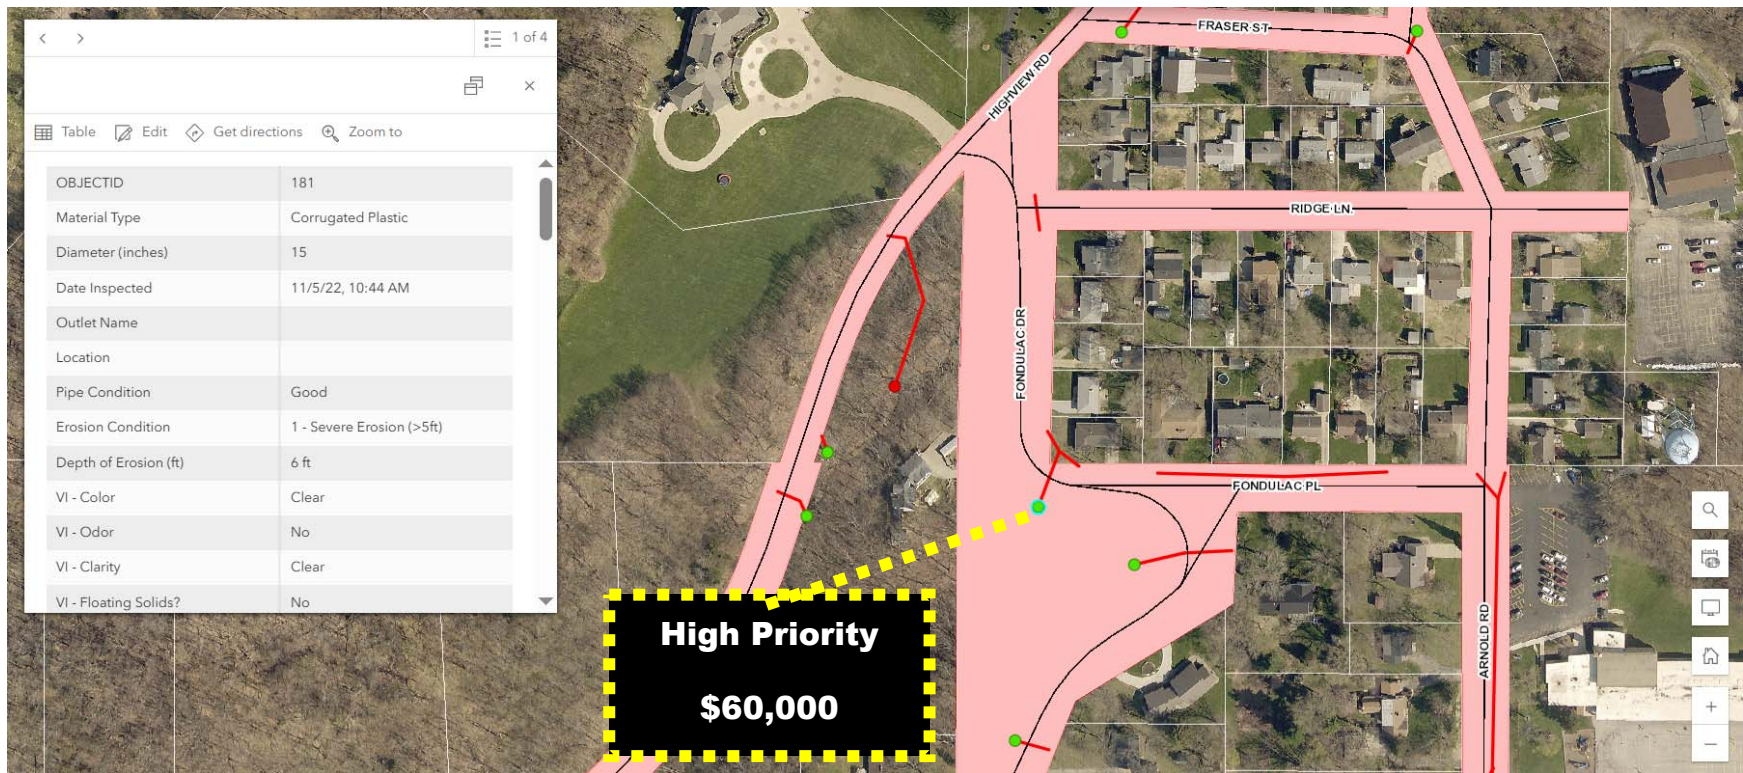 1 of 4
Table Edit Get directions Zoom to
OBJECTID 181
Material Type Corrugated Plastic
Diameter (inches) 15
Date Inspected 11/5/22, 10:44 AM
Outlet Name
Location
Pipe Condition Good
Erosion Condition 1 - Severe Erosion (>5ft)
Depth of Erosion (ft) 6 ft
VI - Color Clear
VI - Odor No
VI - Clarity Clear
VI - Floating Solids? No
FRASER ST
HIGHVIEW RD
RIDGE LN
FONDULAC DR
FONDULAC PL
ARNOLD RD
High Priority
$60,000